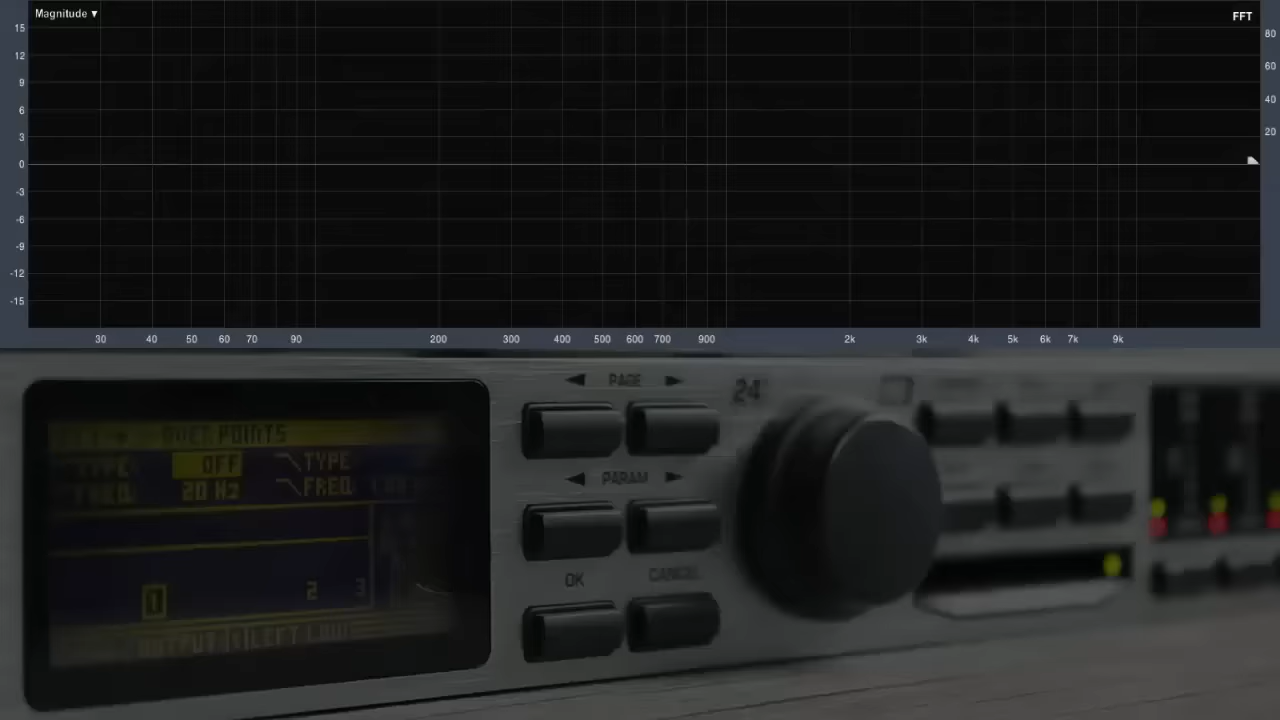 Magnitude ▼
FFT
15
12
9
6
3
0
-3
-6
-9
-12
-15
80
60
40
20
30 40 50 60 70 90 200 300 400 500 600 700 900 2k 3k 4k 5k 6k 7k 9k
PAGE
24
POINTS
TYPE OFF TYPE
FREQ 20 Hz FREQ
PARAM
1 2 3
OK CANCEL
OUTPUT LEFT